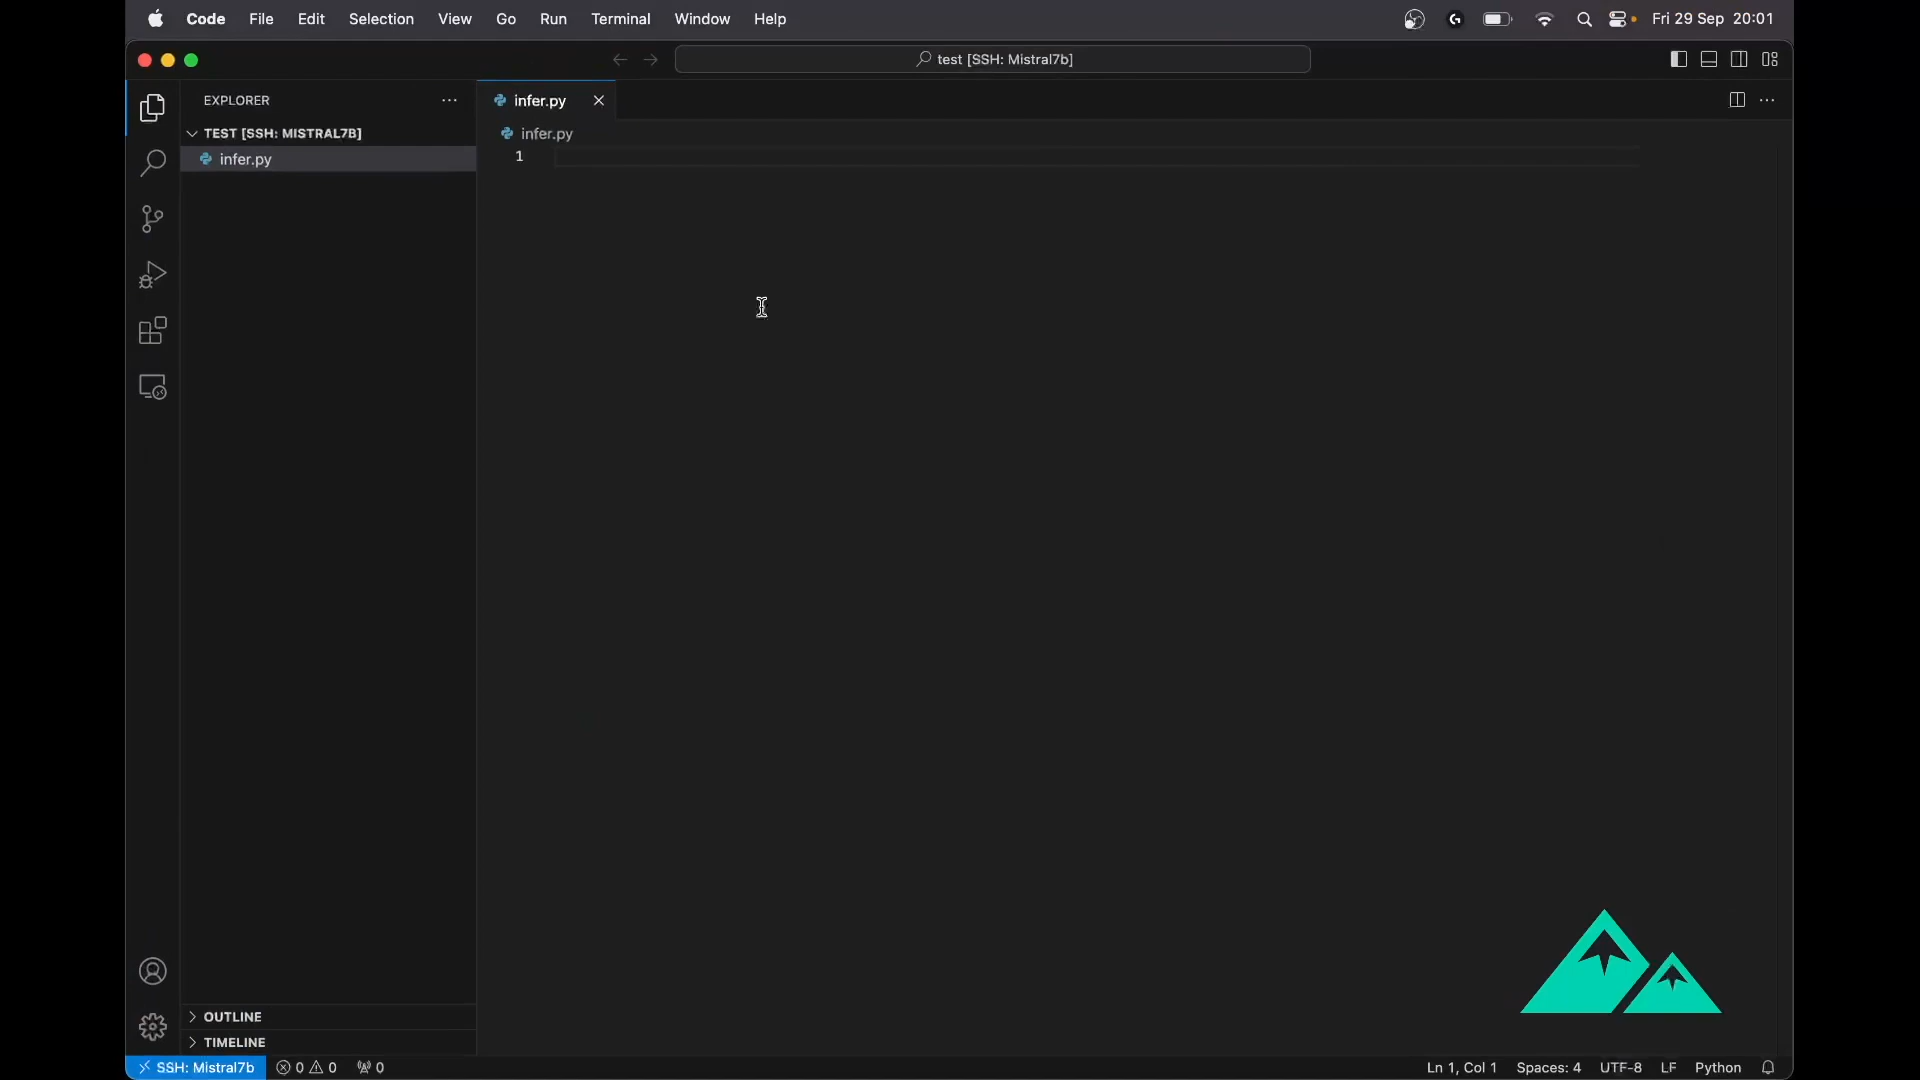 Code File Edit Selection View Go Run Terminal Window Help Fri 29 Sep 20:01
test [SSH: Mistral7b]
EXPLORER
infer.py
TEST [SSH: MISTRAL7B]
infer.py
infer.py
1
OUTLINE
TIMELINE
SSH: Mistral7b 0 0 0 Ln 1, Col 1 Spaces: 4 UTF-8 LF Python